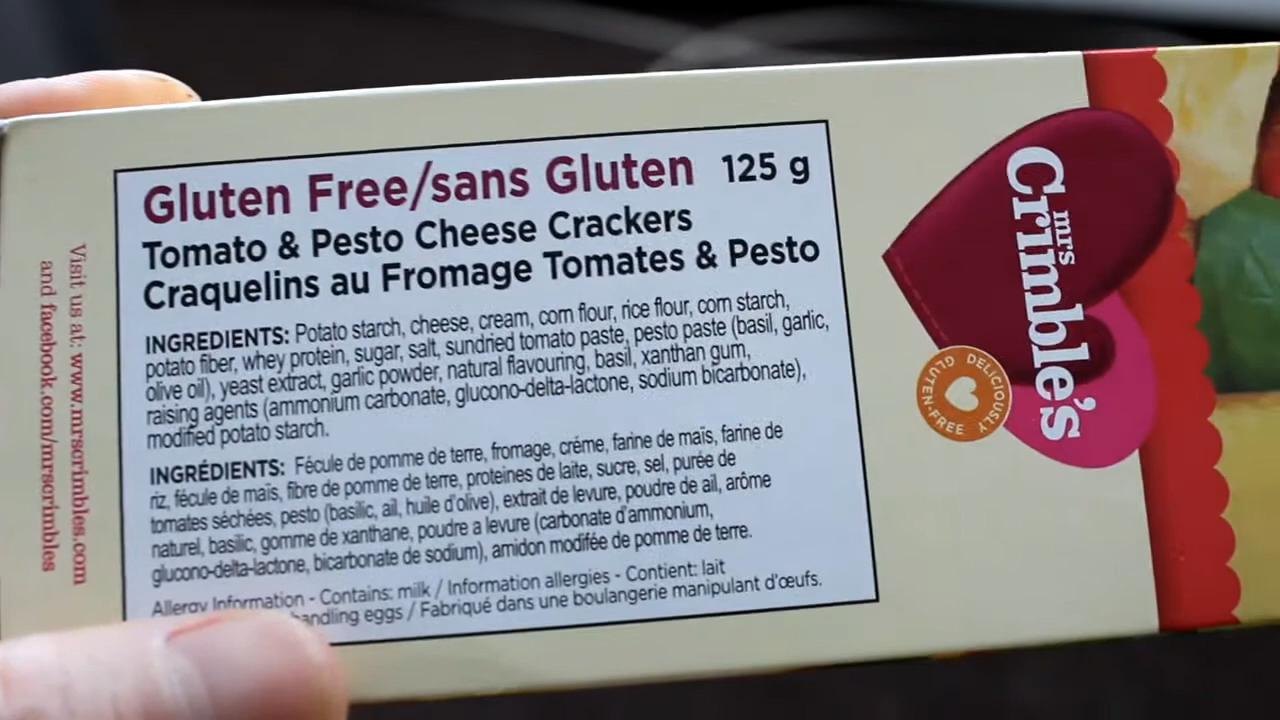 Gluten Free/sans Gluten 125 g
Tomato & Pesto Cheese Crackers
Craquelins au Fromage Tomates & Pesto
INGREDIENTS: Potato starch, cheese, cream, corn flour, rice flour, corn starch,
potato fiber, whey protein, sugar, salt, sundried tomato paste, pesto paste (basil, garlic,
olive oil), yeast extract, garlic powder, natural flavouring, basil, xanthan gum,
raising agents (ammonium carbonate, glucono-delta-lactone, sodium bicarbonate),
modified potato starch.
INGRÉDIENTS: Fécule de pomme de terre, fromage, créme, farine de maïs, farine de
riz, fécule de maïs, fibre de pomme de terre, proteines de laite, sucre, sel, purée de
tomates séchées, pesto (basilic, ail, huile d'olive), extrait de levure, poudre de ail, arôme
naturel, basilic, gomme de xanthane, poudre a levure (carbonate d'ammonium,
glucono-delta-lactone, bicarbonate de sodium), amidon modifée de pomme de terre.
Allergy Information - Contains: milk / Information allergies - Contient: lait
handling eggs / Fabriqué dans une boulangerie manipulant d'œufs.
Visit us at: www.mrscrimbles.com
and facebook.com/mrscrimbles
mrs
Crimble's
DELICIOUSLY
GLUTEN-FREE